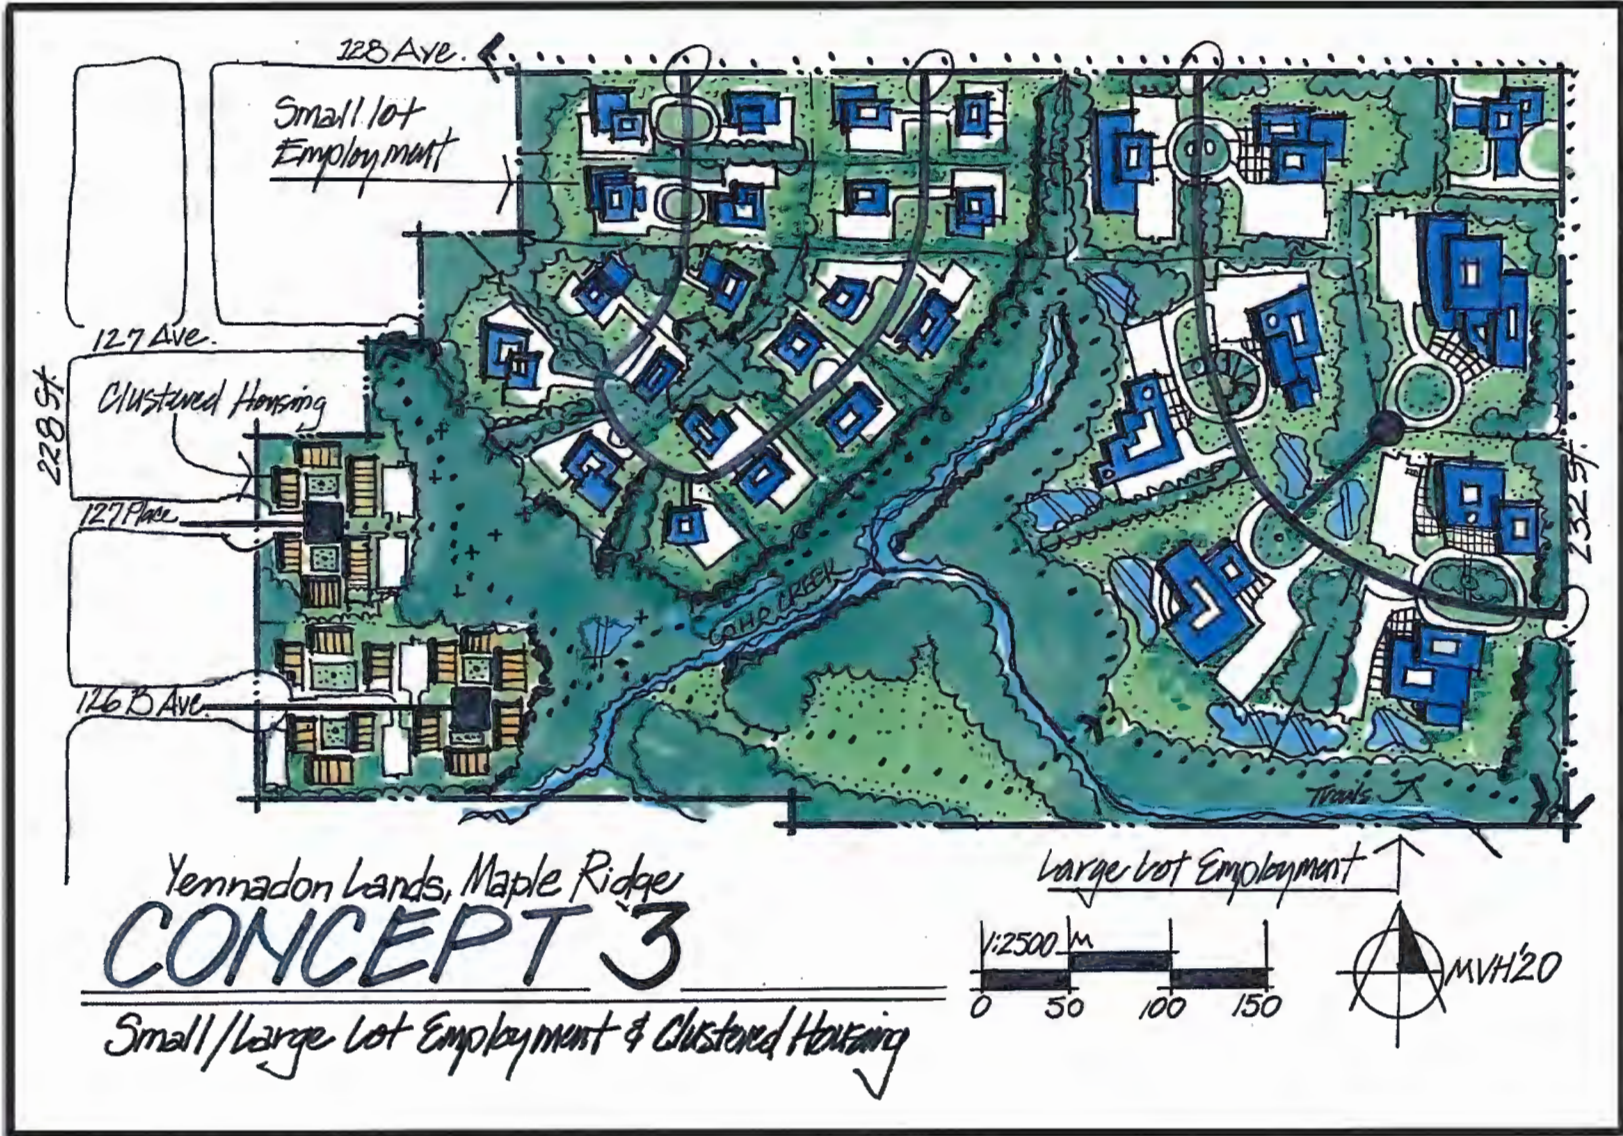 128 Ave.
Small lot
Employment
127 Ave.
228 St
Clustered Housing
127 Place
126 B Ave.
COHO CREEK
232 St.
Trails
Large Lot Employment
Yennadon Lands, Maple Ridge
CONCEPT 3
Small/Large Lot Employment & Clustered Housing
1:2500 M
0 50 100 150
MVH'20